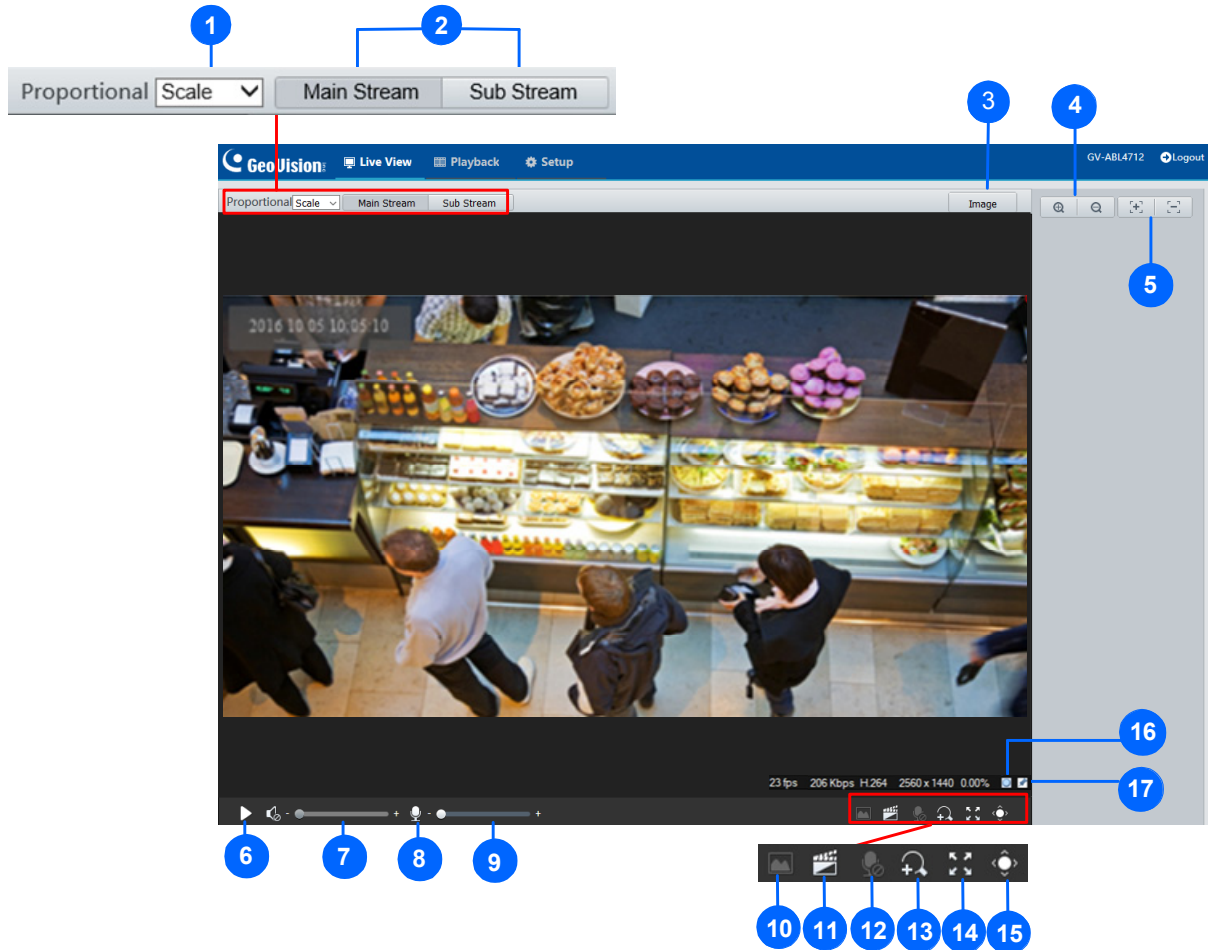 1
2
Proportional Scale Main Stream Sub Stream
3
4
GeoVision Live View Playback Setup GV-ABL4712 Logout
Proportional Scale Main Stream Sub Stream Image
5
2016 10 05 10:05:10
16
23 fps 206 Kbps H.264 2560 x 1440 0.00%
17
- + - +
6 7 8 9
10 11 12 13 14 15